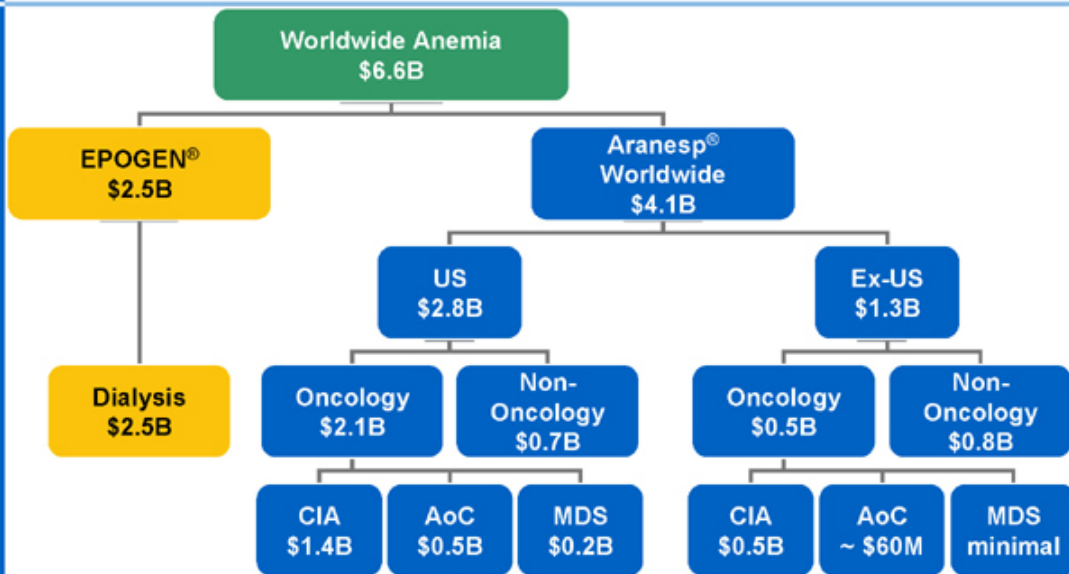 Worldwide Anemia
$6.6B
EPOGEN®
$2.5B
Aranesp®
Worldwide
$4.1B
US
$2.8B
Ex-US
$1.3B
Dialysis
$2.5B
Oncology
$2.1B
Non-
Oncology
$0.7B
Oncology
$0.5B
Non-
Oncology
$0.8B
CIA
$1.4B
AoC
$0.5B
MDS
$0.2B
CIA
$0.5B
AoC
~ $60M
MDS
minimal